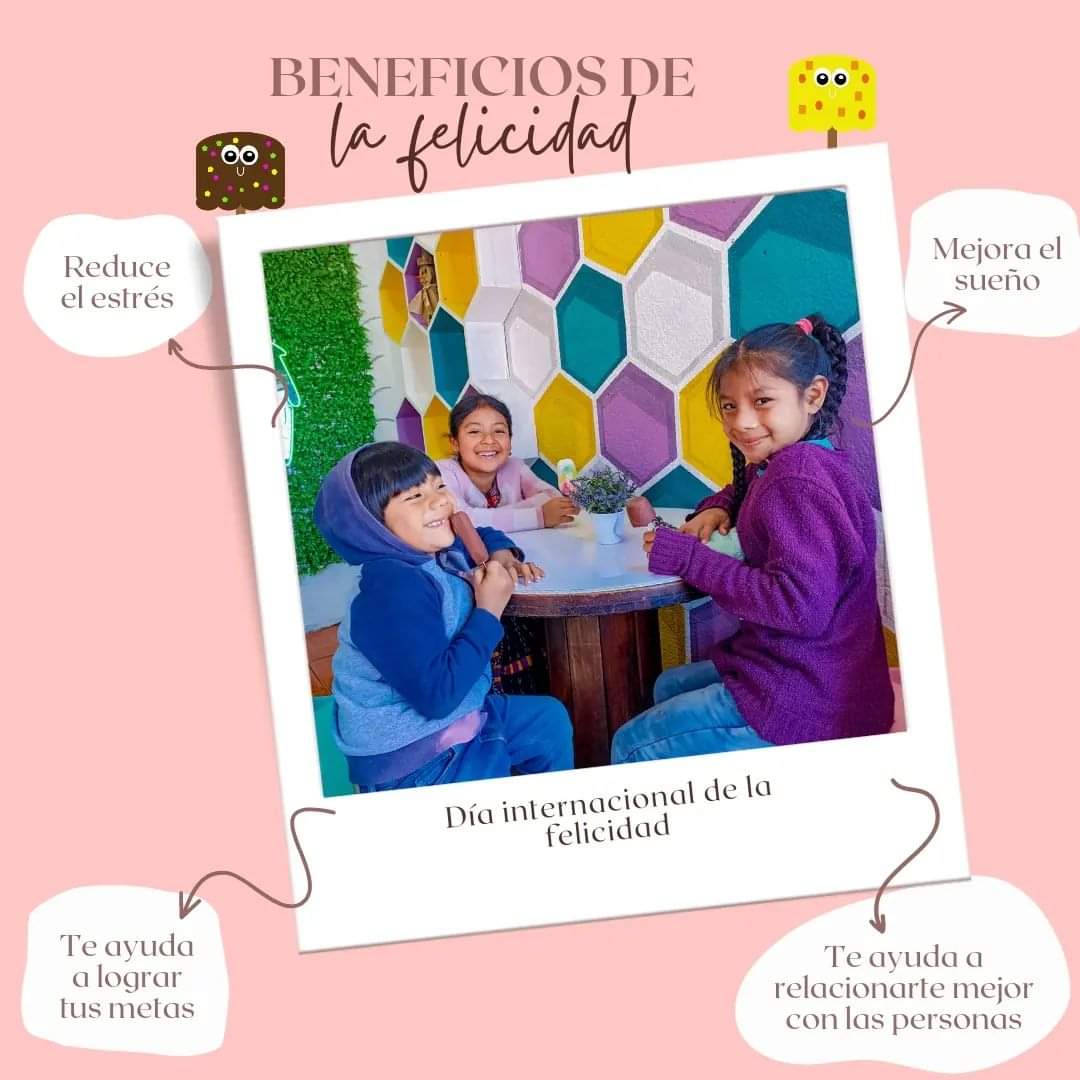 BENEFICIOS DE
la felicidad
Reduce
el estrés
Mejora el
sueño
Día internacional de la
felicidad
Te ayuda
a lograr
tus metas
Te ayuda a
relacionarte mejor
con las personas